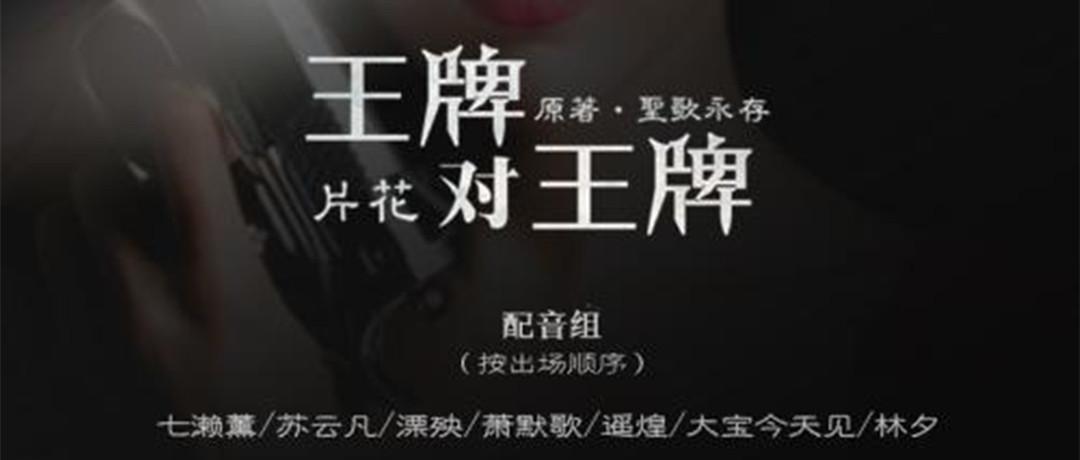 王牌
原著·聖歌永存
片花
对王牌
配音组
（按出场顺序）
七濑薰/苏云凡/漂殃/萧默歌/遥煌/大宝今天见/林夕